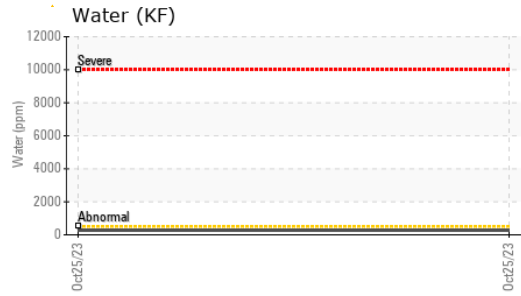 Water (KF)
12000
10000
8000
6000
4000
2000
0
Water (ppm)
Severe
Abnormal
Oct25/23
Oct25/23